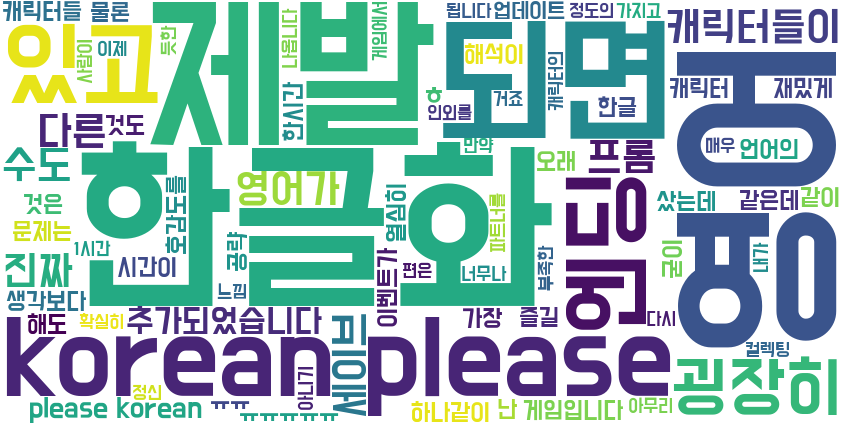 캐릭터들 물론
있고
사람이
이제
듯한
제발
나옵니다
한시간
게임에서
됩니다
업데이트
정도의
가지고
캐릭터들이
되면
해석이
ㅎ
인외를
거죠
캐릭터의
한글
캐릭터
재밌게
다른
것도
수도
한글화
영어가
호감도를
열심히
만약
오래
프롬
매우
언어의
것은
문제는
진짜
1시간
시간이
공략
느낌
이벤트가
편은
파트너를
너무나
부족한
엔딩
굳이
샀는데
같은데
같이
내가
생각보다
해도
확실히
추가되었습니다
세이브
가장
즐길
다시
컬렉팅
korean please
정신
아니기
굉장히
please korean
ㅠㅠ
ㅠㅠㅠㅠㅠ
하나같이
난
게임입니다
아무리